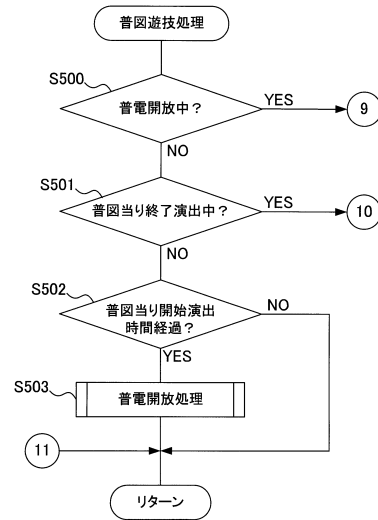 普図遊技処理
S500
普電開放中？
YES
9
NO
S501
普図当り終了演出中？
YES
10
NO
S502
普図当り開始演出
時間経過？
NO
YES
S503
普電開放処理
11
リターン